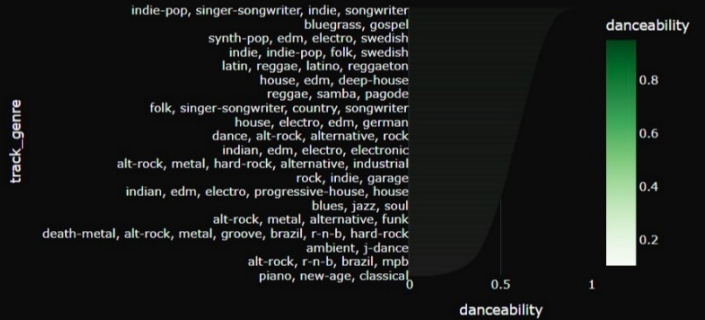 indie-pop, singer-songwriter, indie, songwriter
bluegrass, gospel
synth-pop, edm, electro, swedish
indie, indie-pop, folk, swedish
latin, reggae, latino, reggaeton
house, edm, deep-house
reggae, samba, pagode
folk, singer-songwriter, country, songwriter
house, electro, edm, german
dance, alt-rock, alternative, rock
indian, edm, electro, electronic
alt-rock, metal, hard-rock, alternative, industrial
rock, indie, garage
indian, edm, electro, progressive-house, house
blues, jazz, soul
alt-rock, metal, alternative, funk
death-metal, alt-rock, metal, groove, brazil, r-n-b, hard-rock
ambient, j-dance
alt-rock, r-n-b, brazil, mpb
piano, new-age, classical
track_genre
0 0.5 1
danceability
danceability
0.8
0.6
0.4
0.2